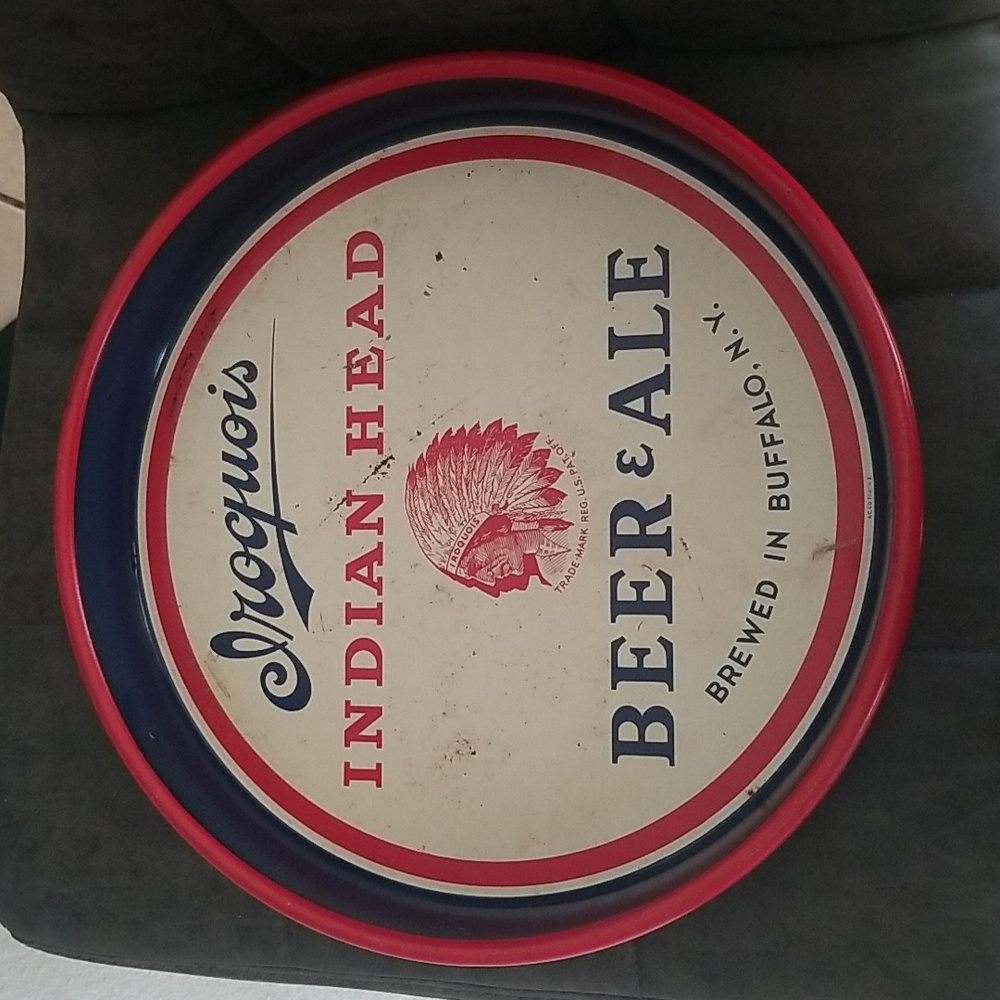 Iroquois
INDIAN HEAD
IROQUOIS
TRADE-MARK REG. U.S. PAT. OFF.
BEER & ALE
BREWED IN BUFFALO, N.Y.